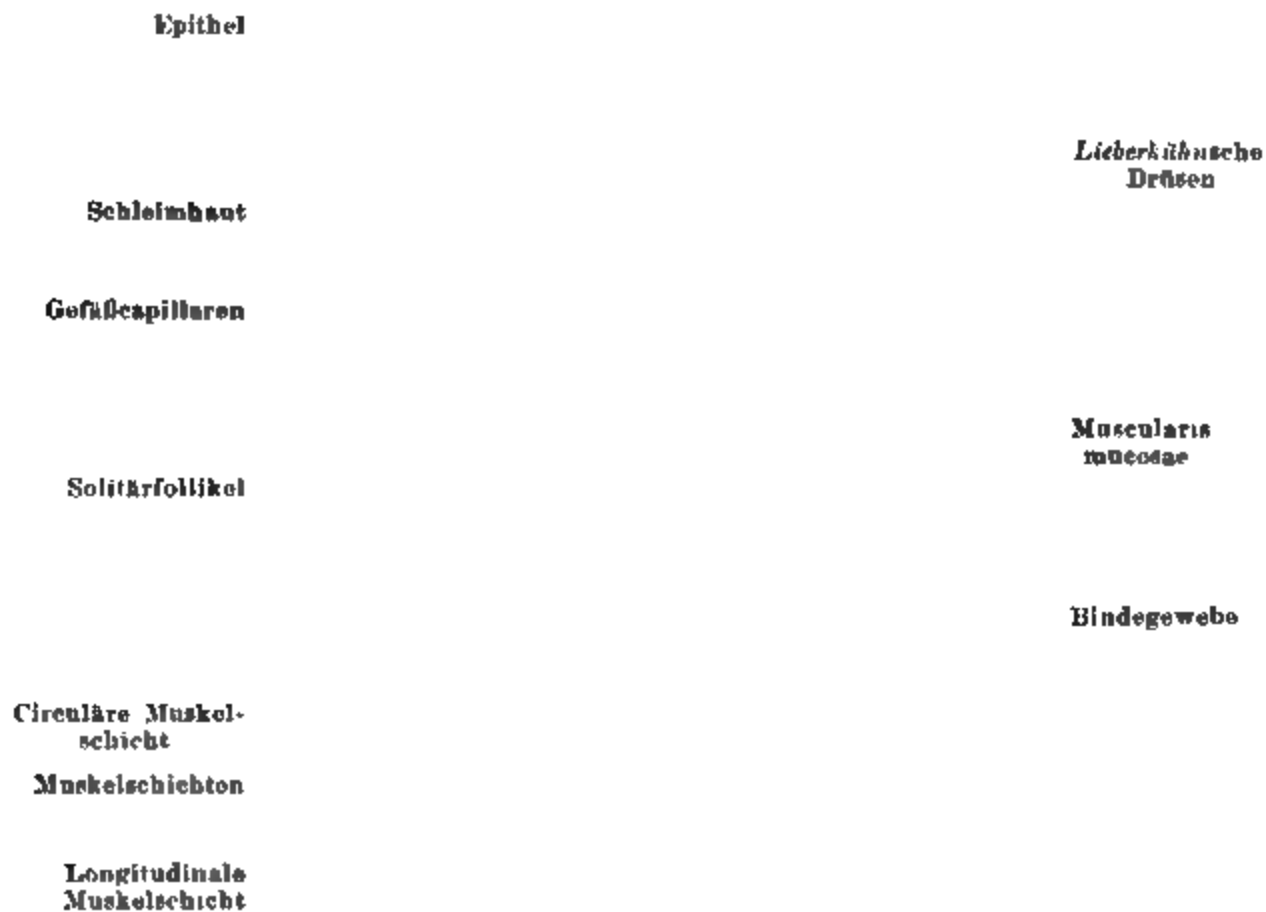 Epithel
Lieberkühnsche
Drüsen
Schleimhaut
Gefäßcapillaren
Muscularis
mucosae
Solitärfollikel
Bindegewebe
Circuläre Muskel-
schicht
Muskelschichten
Longitudinale
Muskelschicht